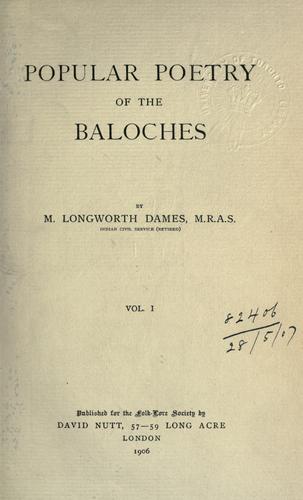 POPULAR POETRY
OF THE
BALOCHES
BY
M. LONGWORTH DAMES, M.R.A.S.
INDIAN CIVIL SERVICE (RETIRED)
VOL. I
82406
28/5/07
Published for the Folk-Lore Society by
DAVID NUTT, 57—59 LONG ACRE
LONDON
1906